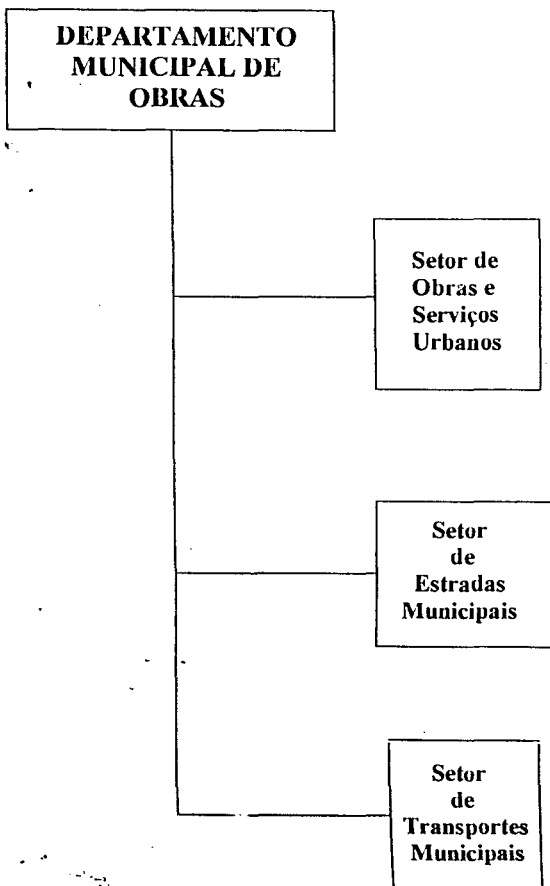 DEPARTAMENTO
MUNICIPAL DE
OBRAS
Setor de
Obras e
Serviços
Urbanos
Setor
de
Estradas
Municipais
Setor
de
Transportes
Municipais